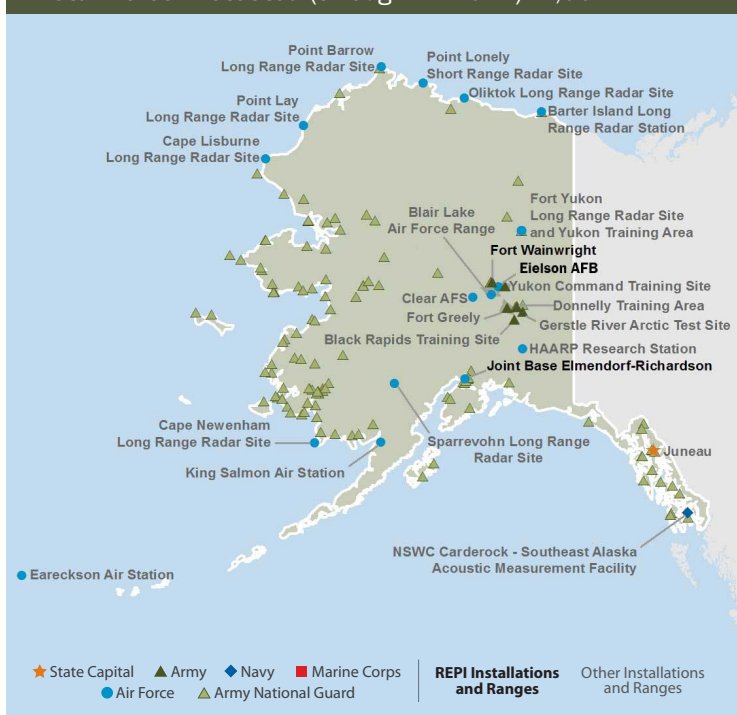 Point Barrow
Long Range Radar Site
Point Lonely
Short Range Radar Site
Oliktok Long Range Radar Site
Point Lay
Long Range Radar Site
Barter Island Long
Range Radar Station
Cape Lisburne
Long Range Radar Site
Fort Yukon
Long Range Radar Site
and Yukon Training Area
Blair Lake
Air Force Range
Fort Wainwright
Eielson AFB
Yukon Command Training Site
Clear AFS
Donnelly Training Area
Fort Greely
Gerstle River Arctic Test Site
Black Rapids Training Site
HAARP Research Station
Joint Base Elmendorf-Richardson
Cape Newenham
Long Range Radar Site
Sparrevohn Long Range
Radar Site
King Salmon Air Station
Juneau
NSWC Carderock - Southeast Alaska
Acoustic Measurement Facility
Eareckson Air Station
State Capital
Army
Navy
Marine Corps
Air Force
Army National Guard
REPI Installations
and Ranges
Other Installations
and Ranges